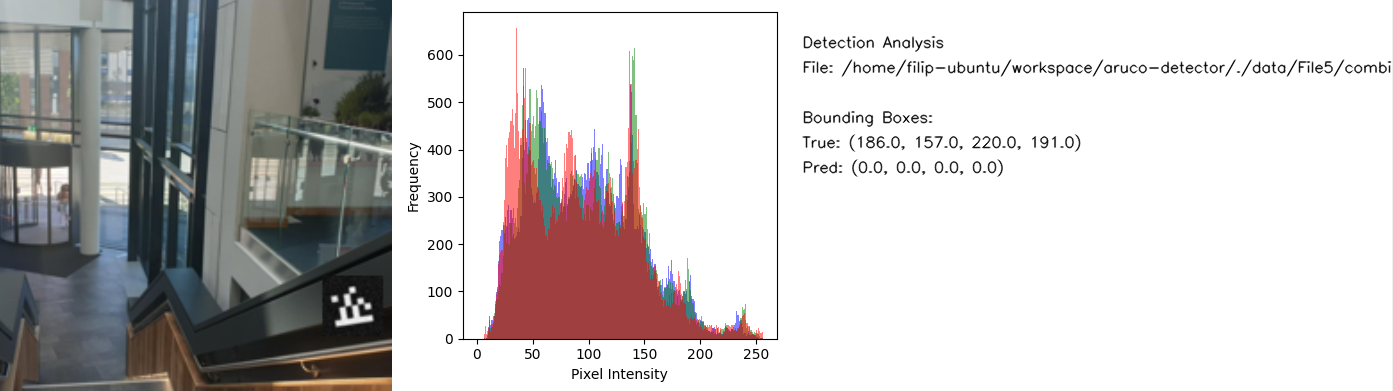 600
500
400
300
200
100
0
Frequency
0 50 100 150 200 250
Pixel Intensity
Detection Analysis
File: /home/filip-ubuntu/workspace/aruco-detector/./data/File5/combi
Bounding Boxes:
True: (186.0, 157.0, 220.0, 191.0)
Pred: (0.0, 0.0, 0.0, 0.0)